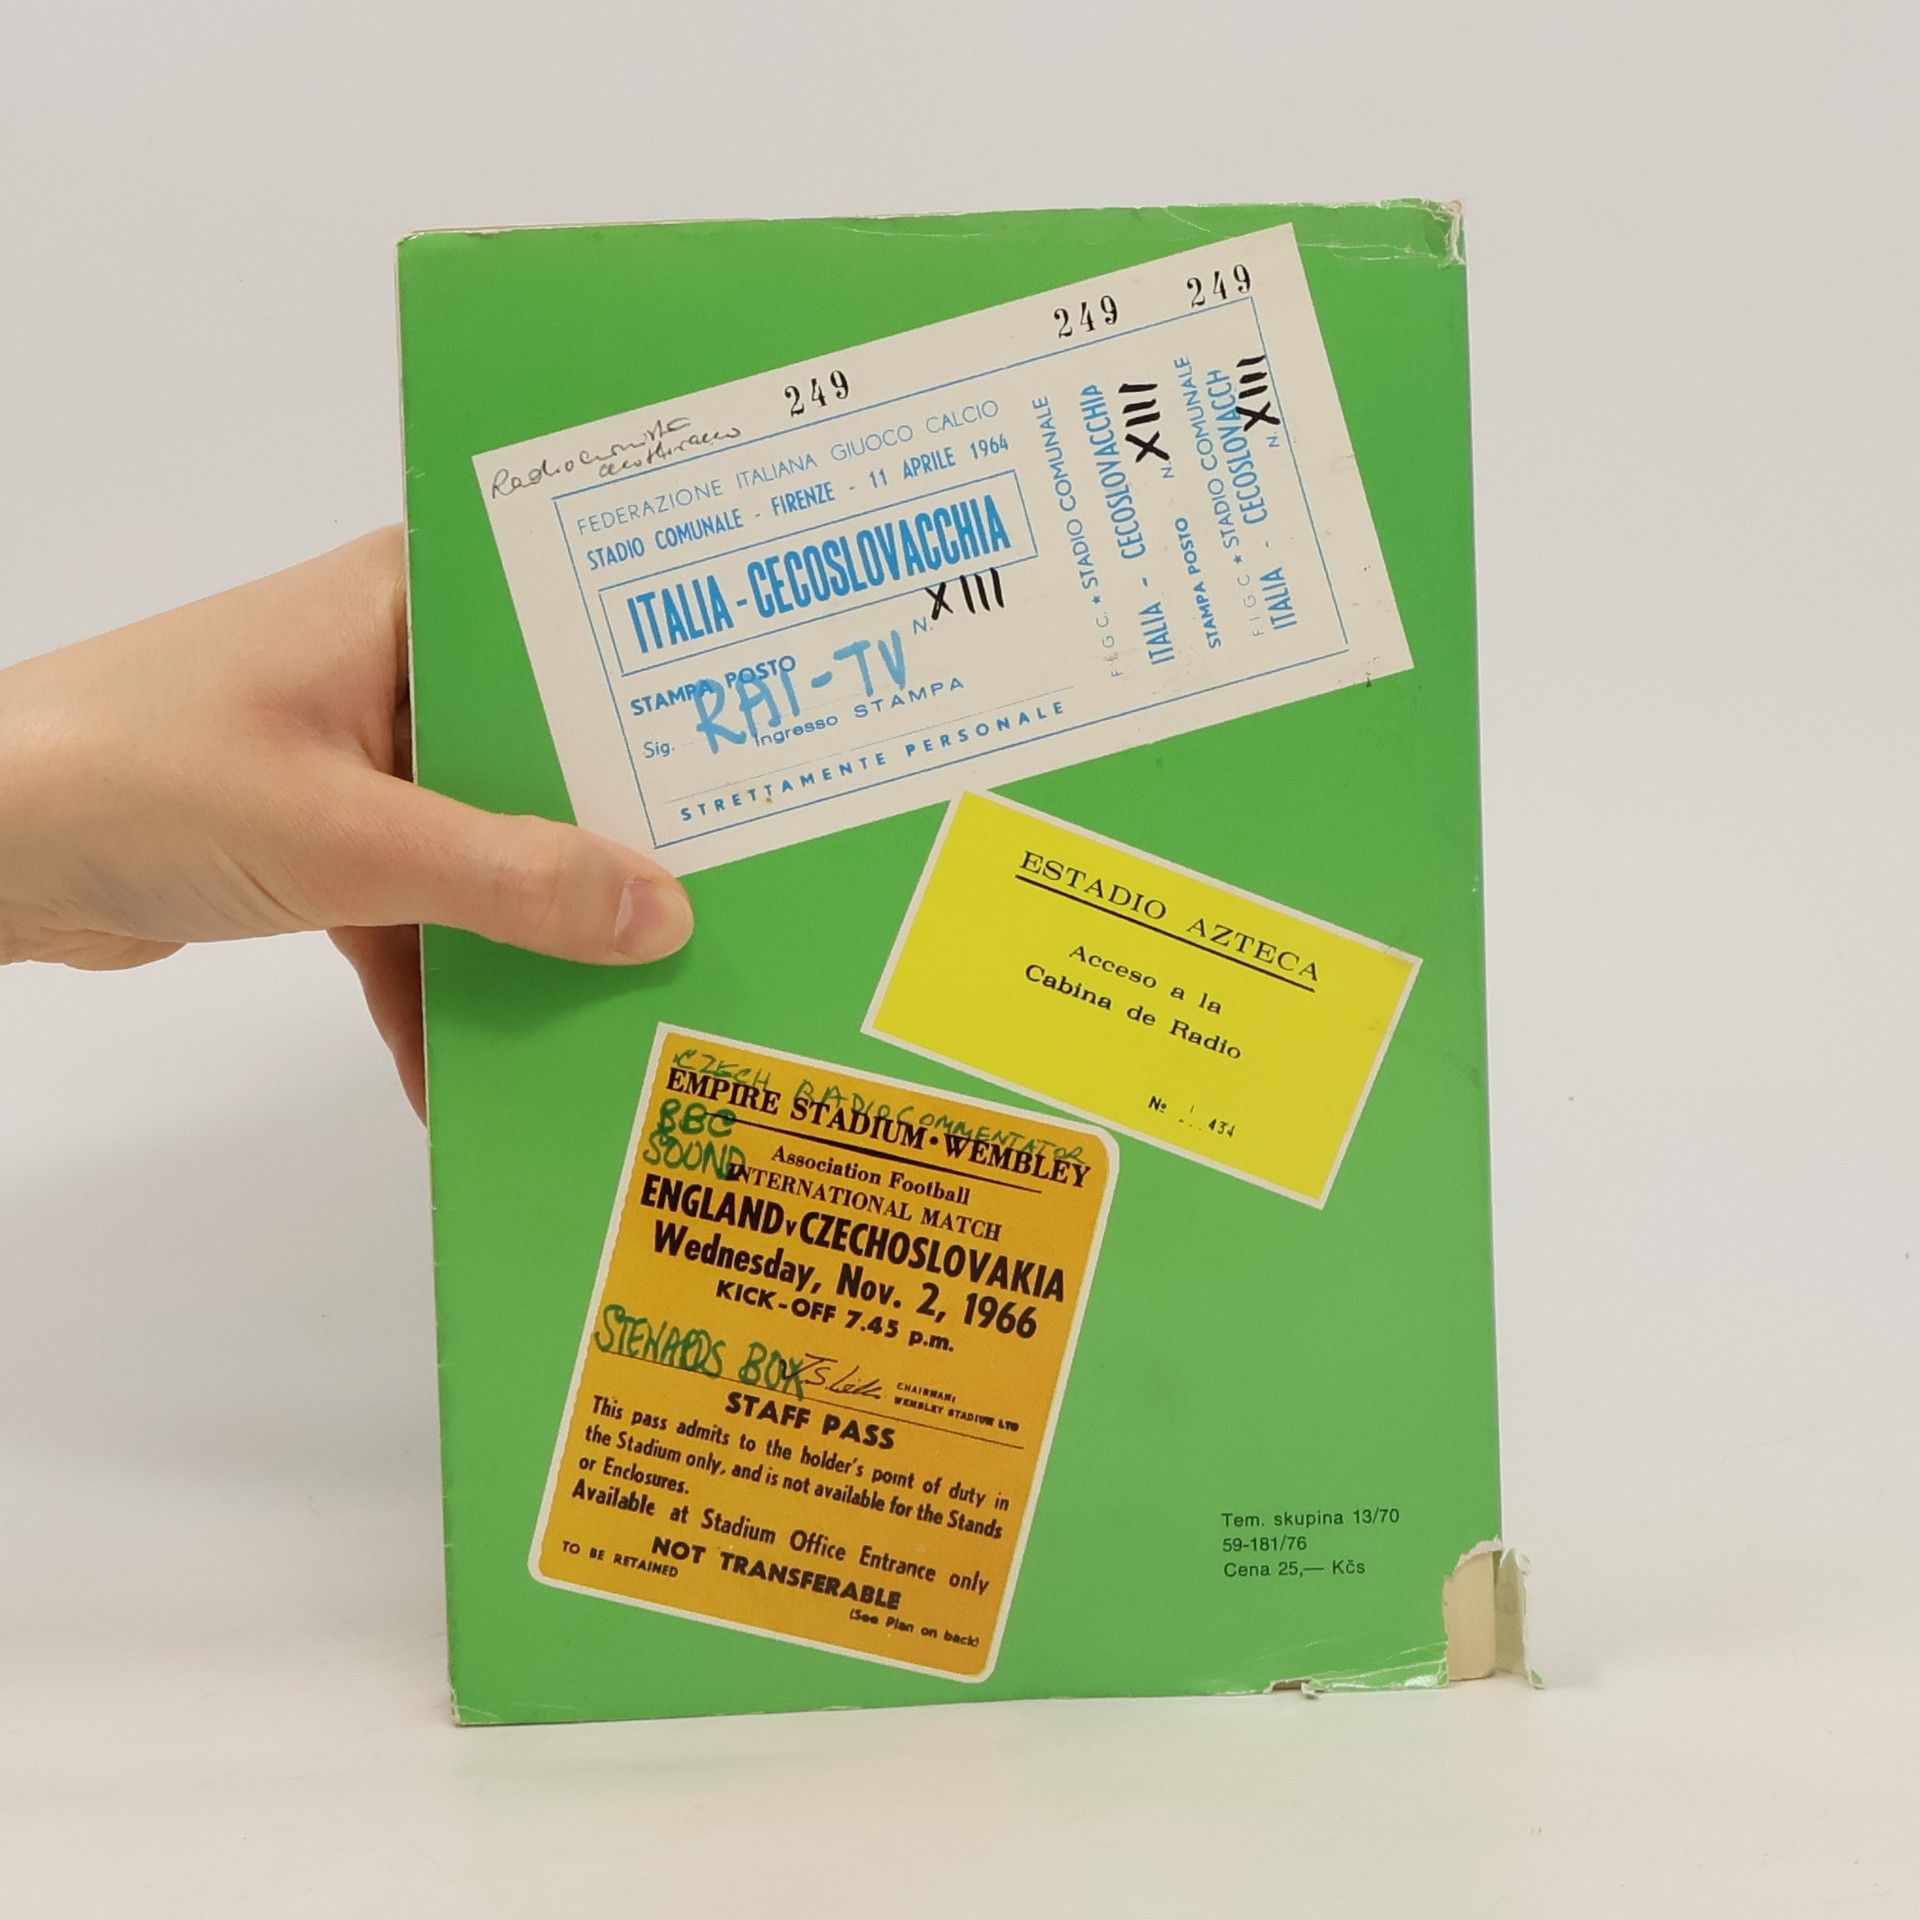 249 249 249
FEDERAZIONE ITALIANA GIUOCO CALCIO
STADIO COMUNALE - FIRENZE - 11 APRILE 1964
ITALIA - CECOSLOVACCHIA
N. XIII
STAMPA POSTO
RAI-TV
Sig.
Ingresso STAMPA
STRETTAMENTE PERSONALE
F I G C. ★ STADIO COMUNALE
ITALIA - CECOSLOVACCHIA
STAMPA POSTO N. XIII
F I G C ★ STADIO COMUNALE
ITALIA - CECOSLOVACCH
N. XIII
ESTADIO AZTECA
Acceso a la
Cabina de Radio
№ 434
CZECH RADIO COMMENTATOR
EMPIRE STADIUM • WEMBLEY
BBC
SOUND
Association Football
INTERNATIONAL MATCH
ENGLAND v CZECHOSLOVAKIA
Wednesday, Nov. 2, 1966
KICK-OFF 7.45 p.m.
STEWARDS BOX
CHAIRMAN:
WEMBLEY STADIUM LTD
STAFF PASS
This pass admits to the holder's point of duty in
the Stadium only, and is not available for the Stands
or Enclosures.
Available at Stadium Office Entrance only
NOT TRANSFERABLE
TO BE RETAINED
(See Plan on back)
Tem. skupina 13/70
59-181/76
Cena 25,— Kčs